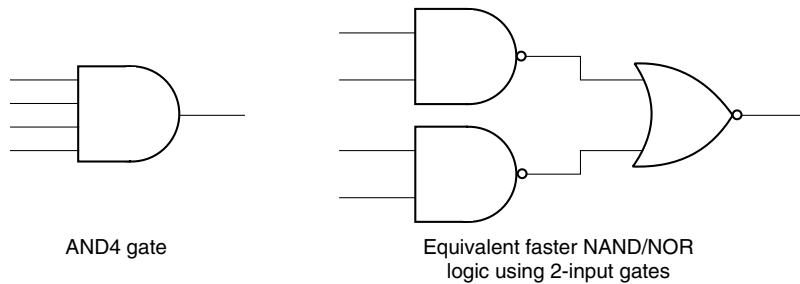 AND4 gate
Equivalent faster NAND/NOR
logic using 2-input gates